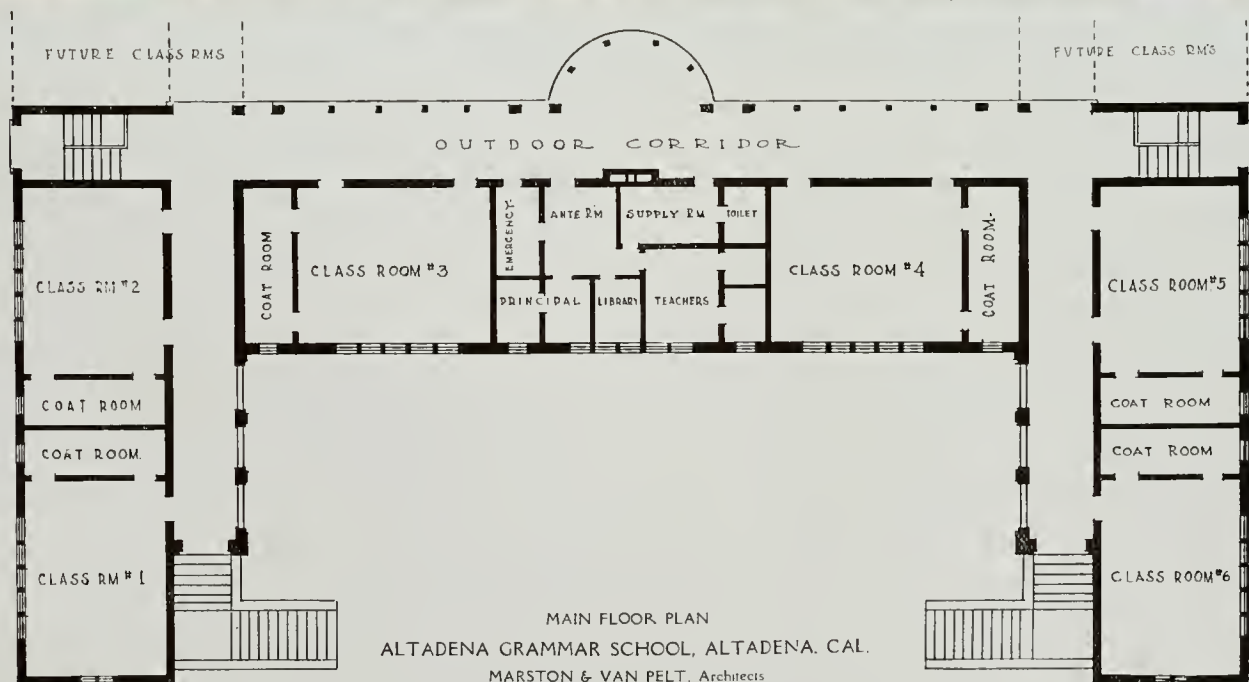 FUTURE CLASS RMS
FUTURE CLASS RM'S
OUTDOOR CORRIDOR
COAT ROOM
CLASS ROOM #3
EMERGENCY-
ANTE R'M
SUPPLY RM
TOILET
CLASS ROOM #4
COAT ROOM-
CLASS RM #2
CLASS ROOM #5
PRINCIPAL
LIBRARY
TEACHERS
COAT ROOM
COAT ROOM
COAT ROOM.
COAT ROOM
CLASS RM #1
CLASS ROOM #6
MAIN FLOOR PLAN
ALTADENA GRAMMAR SCHOOL, ALTADENA. CAL.
MARSTON & VAN PELT, Architects